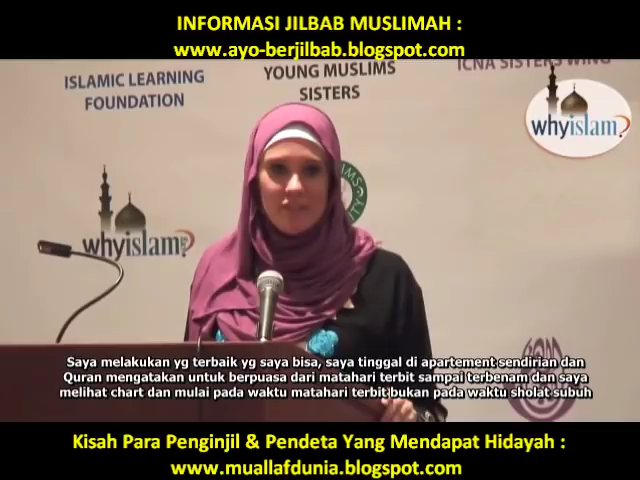 INFORMASI JILBAB MUSLIMAH :
www.ayo-berjilbab.blogspot.com
ISLAMIC LEARNING
FOUNDATION
YOUNG MUSLIMS
SISTERS
ICNA SISTERS WING
whyislam?
whyislam?
Saya melakukan yg terbaik yg saya bisa, saya tinggal di apartement sendirian dan
Quran mengatakan untuk berpuasa dari matahari terbit sampai terbenam dan saya
melihat chart dan mulai pada waktu matahari terbit bukan pada waktu sholat subuh
Kisah Para Penginjil & Pendeta Yang Mendapat Hidayah :
www.muallafdunia.blogspot.com